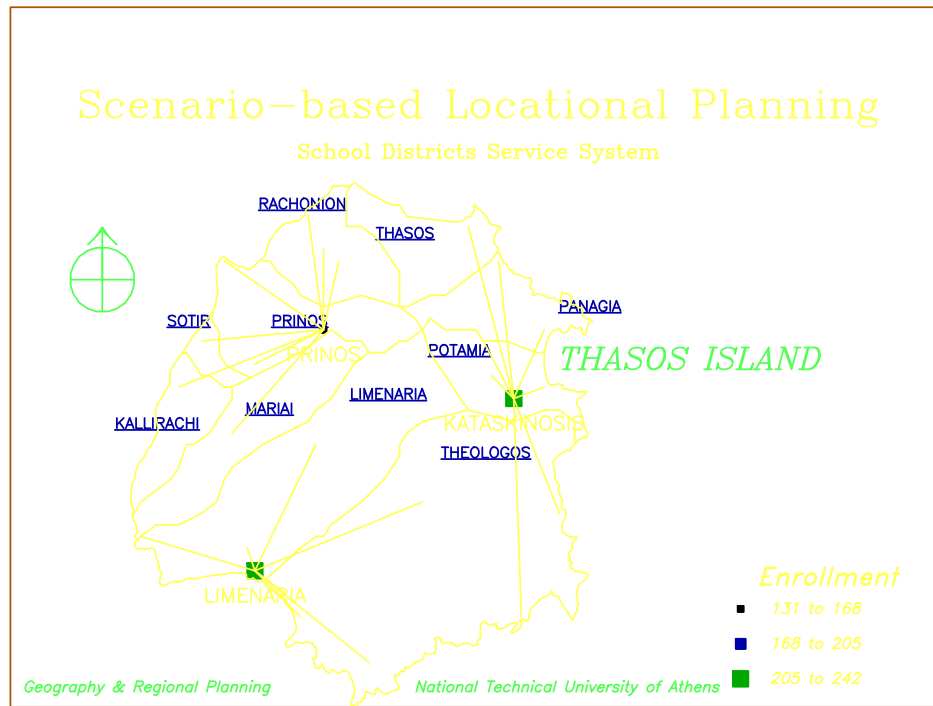 Scenario-based Locational Planning
School Districts Service System
RACHONION
THASOS
PANAGIA
SOTIR
PRINOS
PRINOS
POTAMIA
THASOS ISLAND
LIMENARIA
MARIAI
KALLIRACHI
KATASKINOSIS
THEOLOGOS
LIMENARIA
Enrollment
131 to 168
168 to 205
205 to 242
Geography & Regional Planning
National Technical University of Athens